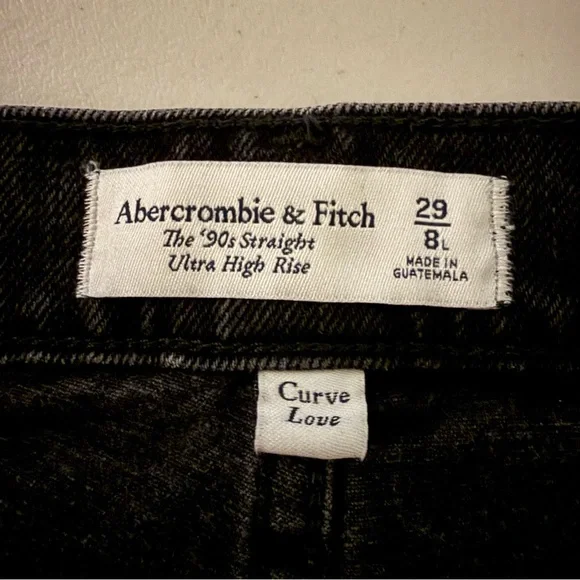 Abercrombie & Fitch
The ‘90s Straight
Ultra High Rise
29
8L
MADE IN
GUATEMALA
Curve
Love